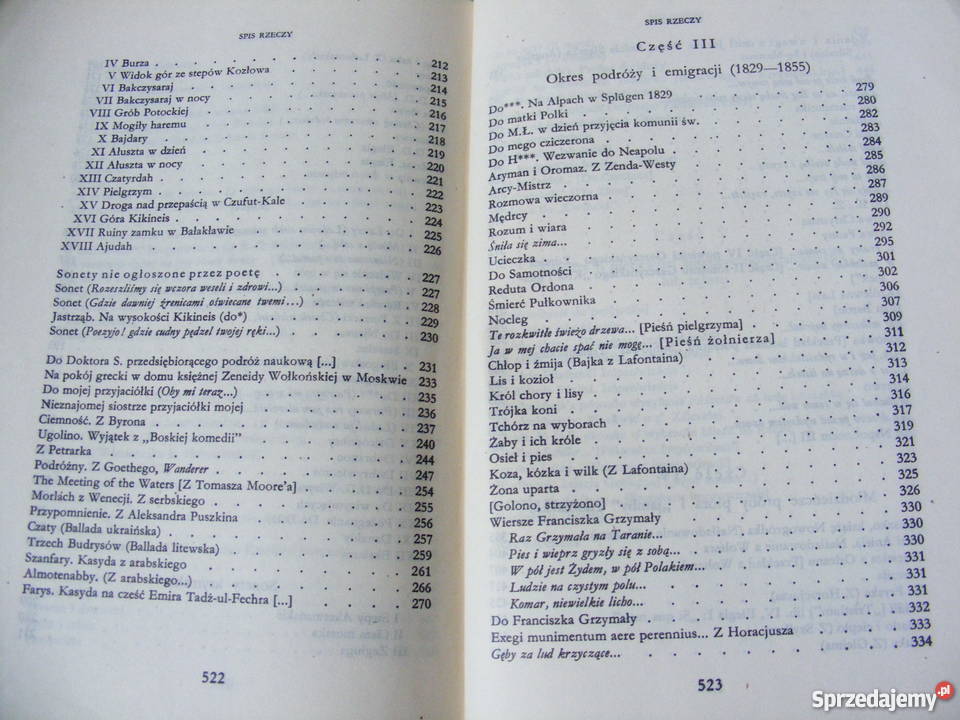 SPIS RZECZY
IV Burza . . . 212
V Widok gór ze stepów Kozłowa . . . 213
VI Bakczysaraj . . . 214
VII Bakczysaraj w nocy . . . 215
VIII Grób Potockiej . . . 216
IX Mogiły haremu . . . 217
X Bajdary . . . 218
XI Ałuszta w dzień . . . 219
XII Ałuszta w nocy . . . 220
XIII Czatyrdah . . . 221
XIV Pielgrzym . . . 222
XV Droga nad przepaścią w Czufut-Kale . . . 223
XVI Góra Kikineis . . . 224
XVII Ruiny zamku w Bałakławie . . . 225
XVIII Ajudah . . . 226
Sonety nie ogłoszone przez poetę . . . 227
Sonet (Rozeszliśmy się wczora weseli i zdrowi...) . . . 227
Sonet (Gdzie dawniej źrenicami oświecane twemi...) . . . 228
Jastrząb. Na wysokości Kikineis (do*) . . . 229
Sonet (Poezyjo! gdzie cudny pędzel twojej ręki...) . . . 230
Do Doktora S. przedsiębiorącego podróż naukową [...] . . . 231
Na pokój grecki w domu księżnej Zeneidy Wołkońskiej w Moskwie 233
Do mojej przyjaciółki (Oby mi teraz...) . . . 235
Nieznajomej siostrze przyjaciółki mojej . . . 236
Ciemność. Z Byrona . . . 237
Ugolino. Wyjątek z „Boskiej komedii” . . . 240
Z Petrarka . . . 244
Podróżny. Z Goethego, Wanderer . . . 247
The Meeting of the Waters [Z Tomasza Moore'a] . . . 254
Morlach z Wenecji. Z serbskiego . . . 255
Przypomnienie. Z Aleksandra Puszkina . . . 256
Czaty (Ballada ukraińska) . . . 257
Trzech Budrysów (Ballada litewska) . . . 259
Szanfary. Kasyda z arabskiego . . . 261
Almotenabby. (Z arabskiego...) . . . 266
Farys. Kasyda na cześć Emira Tadż-ul-Fechra [...] . . . 270
522
SPIS RZECZY
Część III
Okres podróży i emigracji (1829—1855)
Do***. Na Alpach w Splügen 1829 . . . 279
Do matki Polki . . . 280
Do M.Ł. w dzień przyjęcia komunii św. . . . 282
Do mego cziczerona . . . 283
Do H***. Wezwanie do Neapolu . . . 284
Aryman i Oromaz. Z Zenda-Westy . . . 285
Arcy-Mistrz . . . 286
Rozmowa wieczorna . . . 287
Mędrcy . . . 289
Rozum i wiara . . . 290
Śniła się zima... . . . 292
Ucieczka . . . 295
Do Samotności . . . 301
Reduta Ordona . . . 302
Śmierć Pułkownika . . . 306
Nocleg . . . 307
Te rozkwitłe świeżo drzewa... [Pieśń pielgrzyma] . . . 309
Ja w mej chacie spać nie mogę... [Pieśń żołnierza] . . . 311
Chłop i żmija (Bajka z Lafontaina) . . . 312
Lis i kozioł . . . 313
Król chory i lisy . . . 314
Trójka koni . . . 316
Tchórz na wyborach . . . 317
Żaby i ich króle . . . 319
Osieł i pies . . . 321
Koza, kózka i wilk (Z Lafontaina) . . . 323
Żona uparta . . . 325
[Golono, strzyżono] . . . 326
Wiersze Franciszka Grzymały . . . 330
Raz Grzymała na Taranie... . . . 330
Pies i wieprz gryzły się z sobą... . . . 330
W pół jest Żydem, w pół Polakiem... . . . 331
Ludzie na czystym polu... . . . 331
Komar, niewielkie licho... . . . 331
Do Franciszka Grzymały . . . 332
Exegi munimentum aere perennius... Z Horacjusza . . . 333
Gęby za lud krzyczące... . . . 334
523
Sprzedajemy.pl